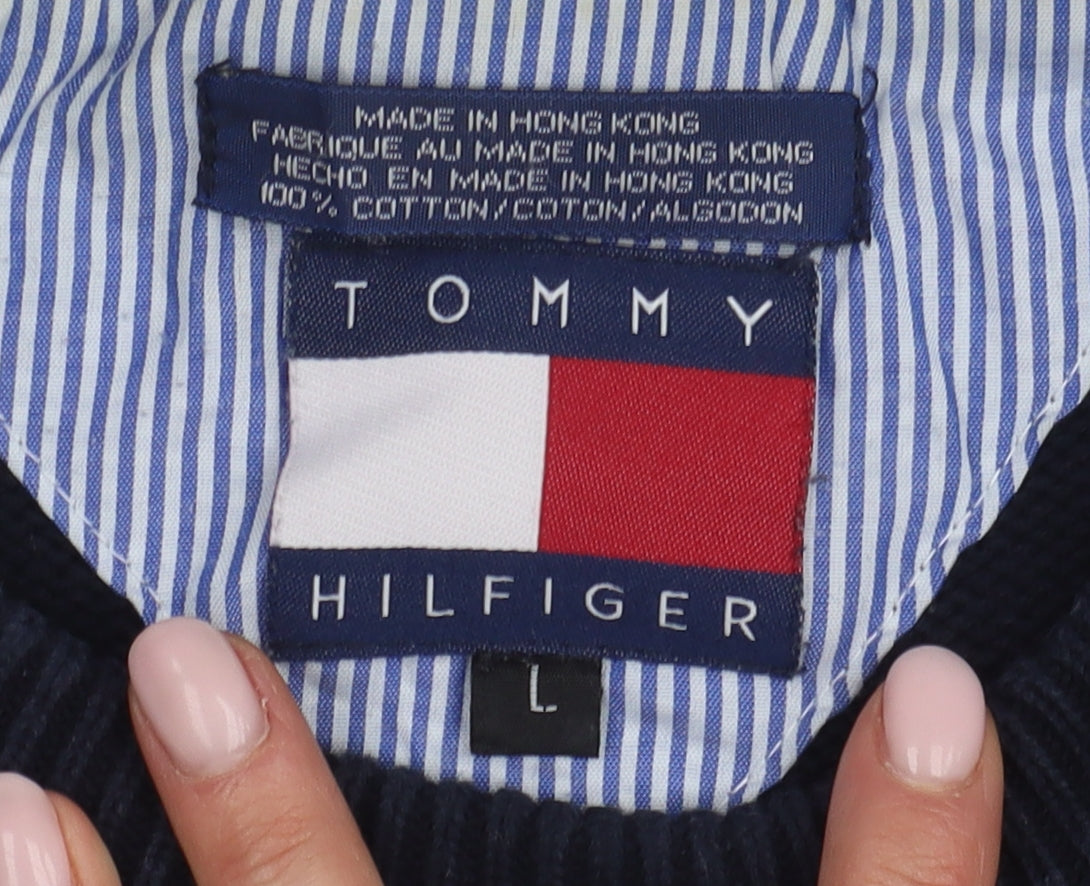 MADE IN HONG KONG
FABRIQUE AU MADE IN HONG KONG
HECHO EN MADE IN HONG KONG
100% COTTON/COTON/ALGODON
TOMMY
HILFIGER
L